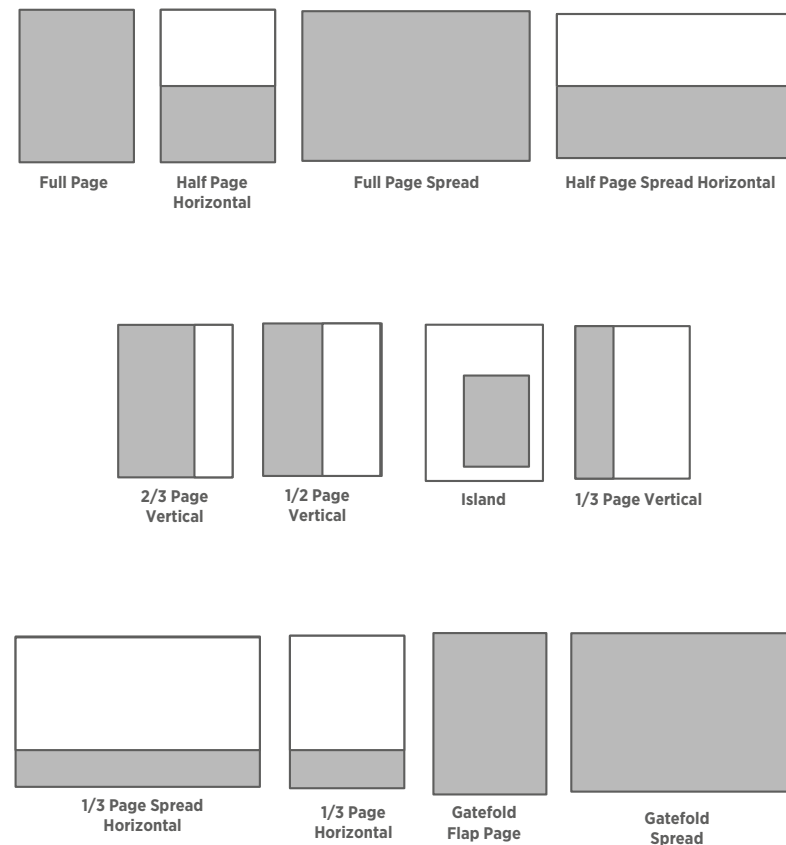 Full Page
Half Page
Horizontal
Full Page Spread
Half Page Spread Horizontal
2/3 Page
Vertical
1/2 Page
Vertical
Island
1/3 Page Vertical
1/3 Page Spread
Horizontal
1/3 Page
Horizontal
Gatefold
Flap Page
Gatefold
Spread